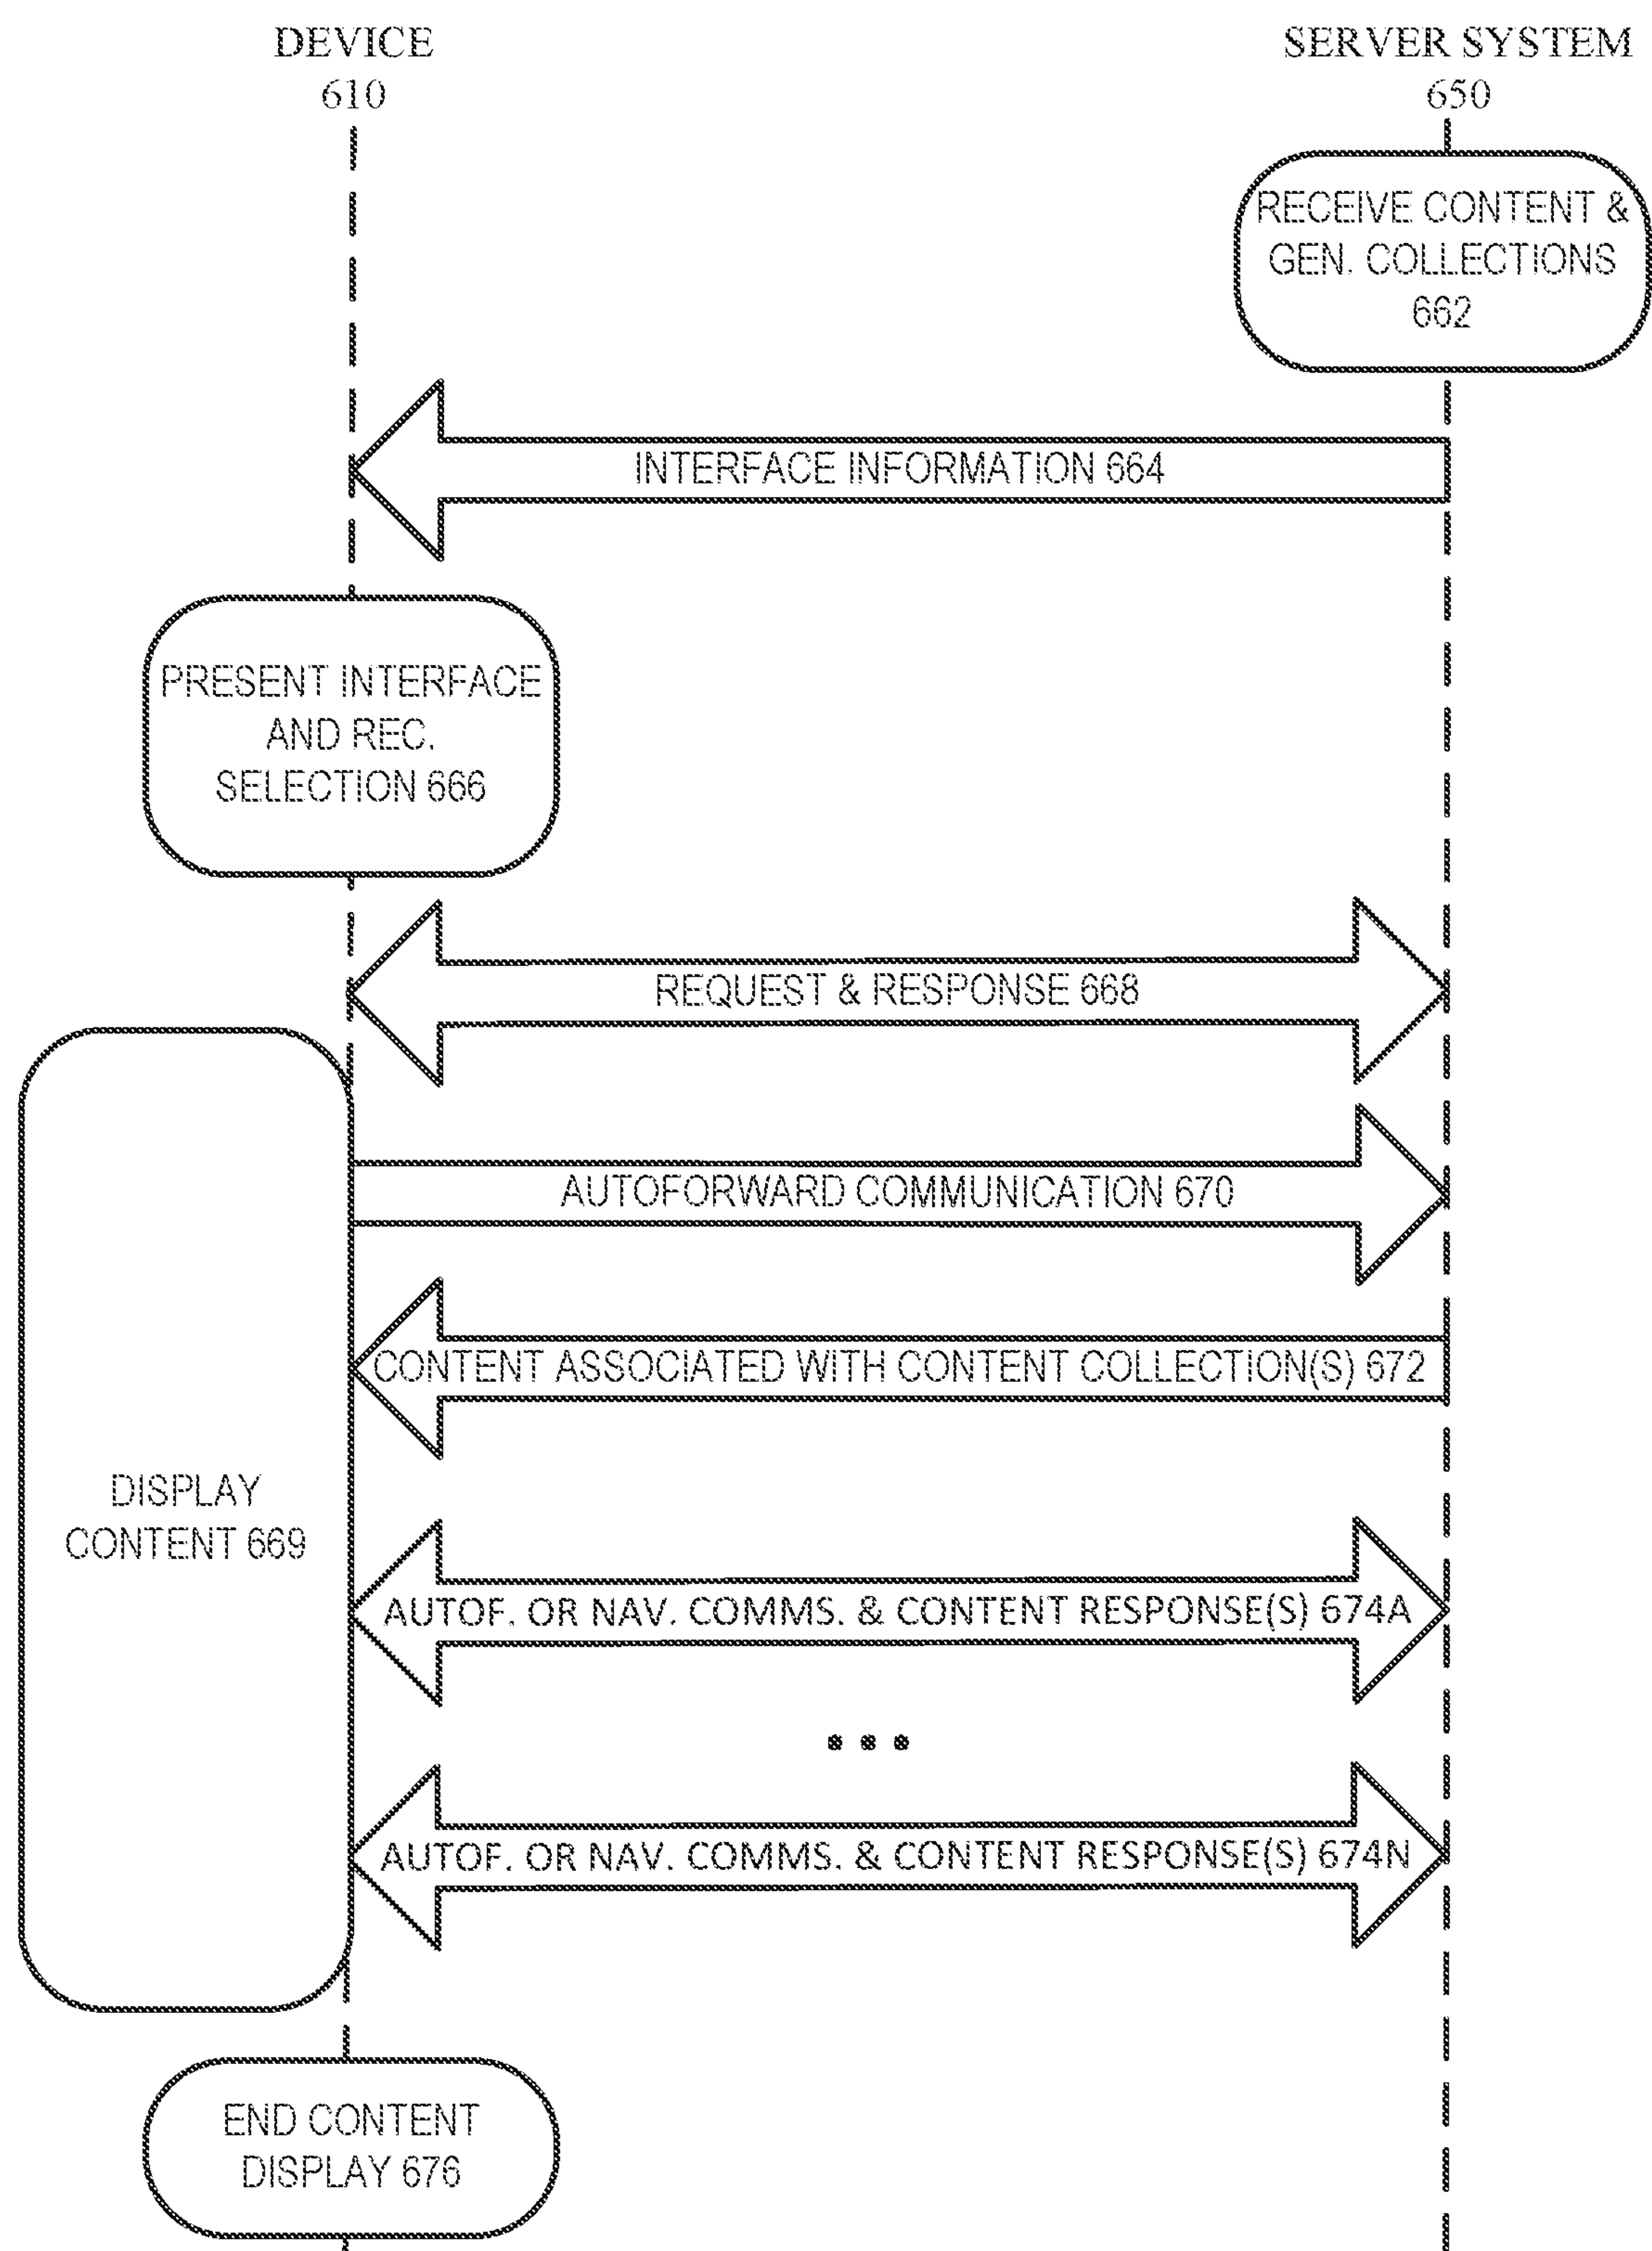 DEVICE
610
SERVER SYSTEM
650
RECEIVE CONTENT &
GEN. COLLECTIONS
662
INTERFACE INFORMATION 664
PRESENT INTERFACE
AND REC.
SELECTION 666
REQUEST & RESPONSE 668
AUTOFORWARD COMMUNICATION 670
CONTENT ASSOCIATED WITH CONTENT COLLECTION(S) 672
DISPLAY
CONTENT 669
AUTOF. OR NAV. COMMS. & CONTENT RESPONSE(S) 674A
...
AUTOF. OR NAV. COMMS. & CONTENT RESPONSE(S) 674N
END CONTENT
DISPLAY 676